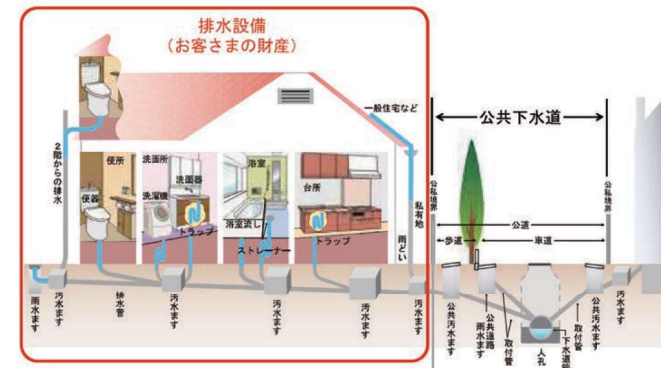 排水設備
(お客さまの財産)
一般住宅など
公共下水道
2階からの排水
便所
便器
洗面所
洗面器
洗濯機
トラップ
浴室
浴室流し
ストレーナー
台所
トラップ
雨どい
私有地
公私境界
公私境界
公道
歩道
車道
雨水ます
汚水ます
排水管
汚水ます
汚水ます
汚水ます
汚水ます
公共汚水ます
公共道路
雨水ます
取付管
人孔
下水道管
取付管
公共汚水ます
汚水ます